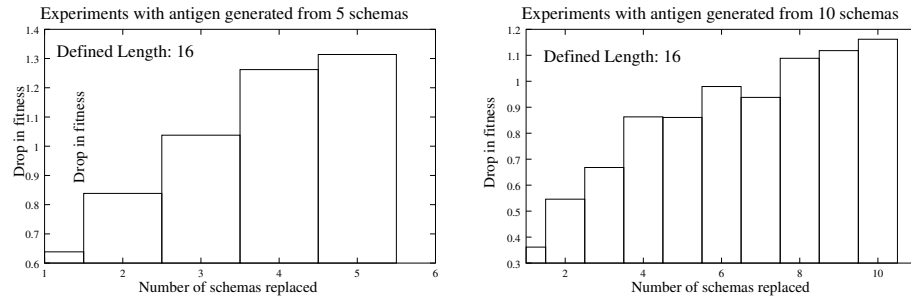 Experiments with antigen generated from 5 schemas
1.4
1.3
1.2
1.1
1
0.9
0.8
0.7
0.6
Drop in fitness
Drop in fitness
Defined Length: 16
1 2 3 4 5 6
Number of schemas replaced
Experiments with antigen generated from 10 schemas
1.2
1.1
1
0.9
0.8
0.7
0.6
0.5
0.4
0.3
Drop in fitness
Defined Length: 16
2 4 6 8 10
Number of schemas replaced